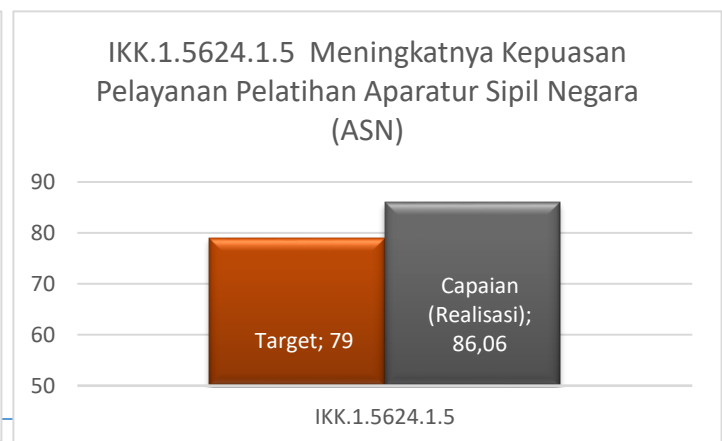 IKK.1.5624.1.5 Meningkatnya Kepuasan
Pelayanan Pelatihan Aparatur Sipil Negara
(ASN)
90
80
70
60
50
Target; 79
Capaian
(Realisasi);
86,06
IKK.1.5624.1.5